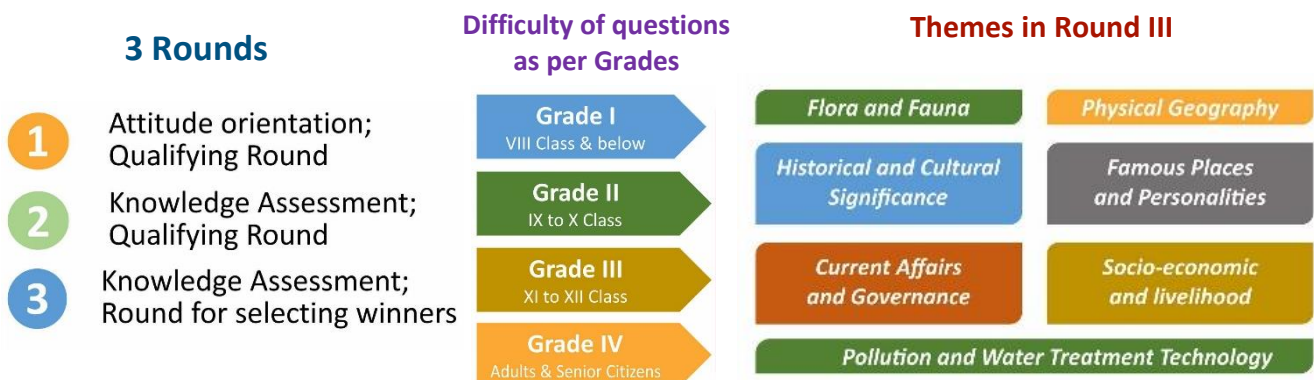 3 Rounds
1
Attitude orientation;
Qualifying Round
2
Knowledge Assessment;
Qualifying Round
3
Knowledge Assessment;
Round for selecting winners
Difficulty of questions
as per Grades
Grade I
VIII Class & below
Grade II
IX to X Class
Grade III
XI to XII Class
Grade IV
Adults & Senior Citizens
Themes in Round III
Flora and Fauna
Physical Geography
Historical and Cultural
Significance
Famous Places
and Personalities
Current Affairs
and Governance
Socio-economic
and livelihood
Pollution and Water Treatment Technology